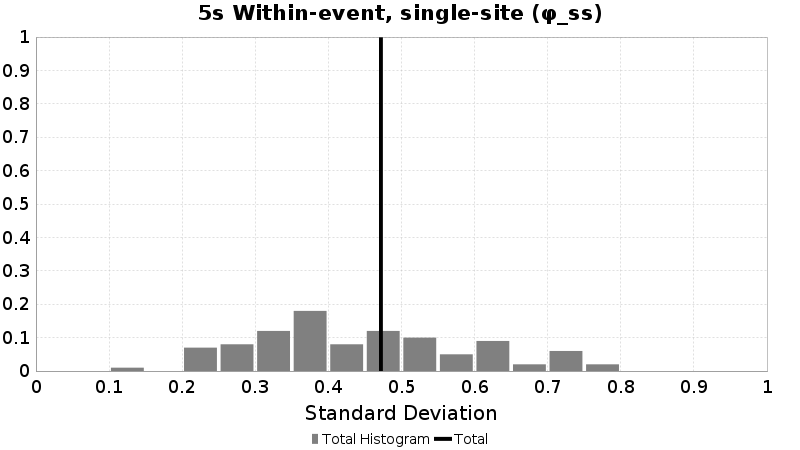 5s Within-event, single-site (φ_ss)
1
0.9
0.8
0.7
0.6
0.5
0.4
0.3
0.2
0.1
0
0 0.1 0.2 0.3 0.4 0.5 0.6 0.7 0.8 0.9 1
Standard Deviation
Total Histogram Total